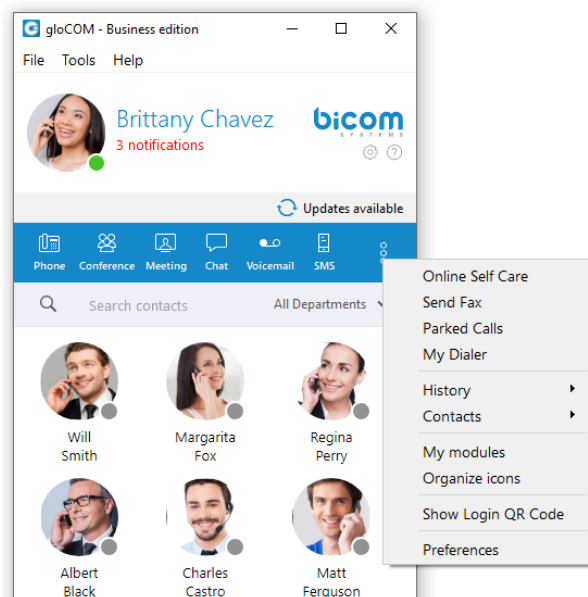 gloCOM - Business edition
File Tools Help
Brittany Chavez
3 notifications
bicom
SYSTEMS
Updates available
Phone Conference Meeting Chat Voicemail SMS
Search contacts All Departments
Online Self Care
Send Fax
Parked Calls
My Dialer
History
Contacts
My modules
Organize icons
Show Login QR Code
Preferences
Will
Smith
Margarita
Fox
Regina
Perry
Albert
Black
Charles
Castro
Matt
Ferguson